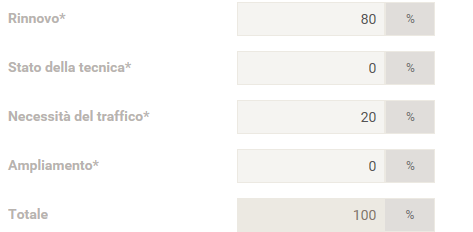 Rinnovo* 80 %
Stato della tecnica* 0 %
Necessità del traffico* 20 %
Ampliamento* 0 %
Totale 100 %